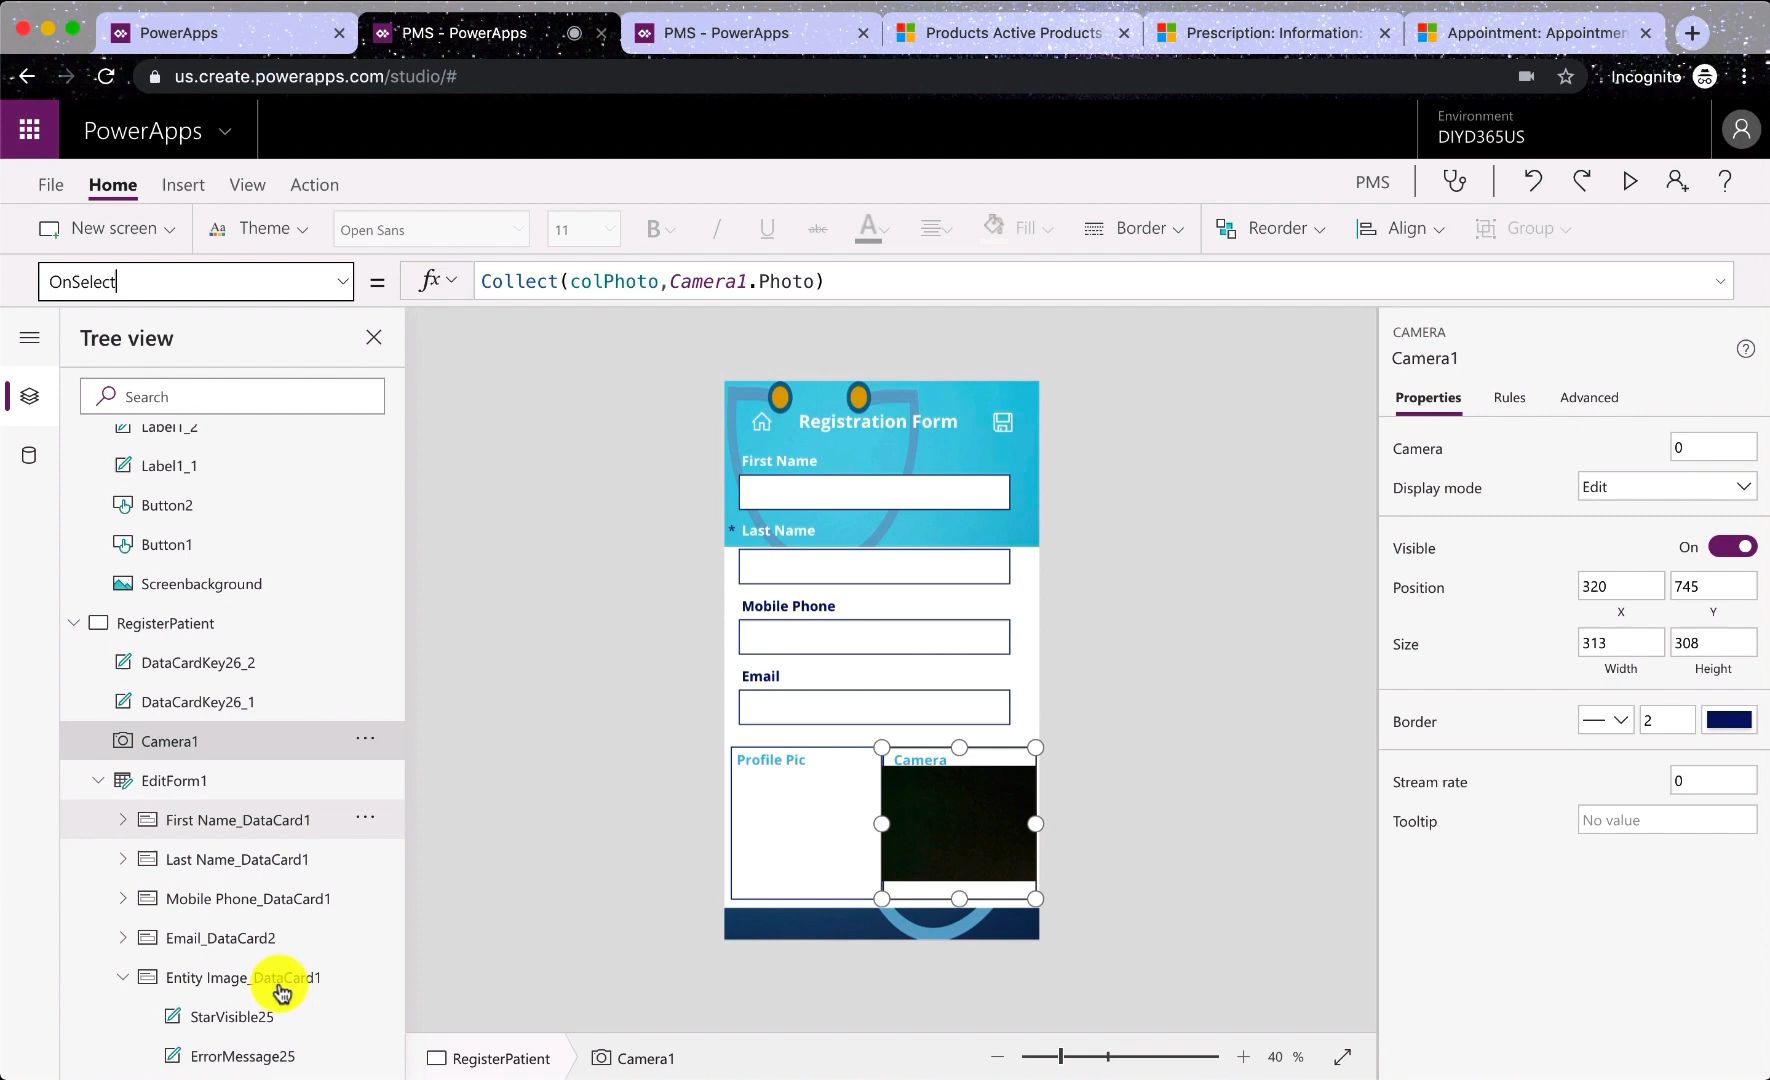 PowerApps
PMS - PowerApps
PMS - PowerApps
Products Active Products
Prescription: Information:
Appointment: Appointmen
us.create.powerapps.com/studio/#
Incognito
PowerApps
Environment
DIYD365US
File
Home
Insert
View
Action
PMS
New screen
Theme
Open Sans
11
B
/
U
abc
A
Fill
Border
Reorder
Align
Group
OnSelect
=
fx
Collect(colPhoto,Camera1.Photo)
Tree view
Search
Label1_2
Label1_1
Button2
Button1
Screenbackground
RegisterPatient
DataCardKey26_2
DataCardKey26_1
Camera1
EditForm1
First Name_DataCard1
Last Name_DataCard1
Mobile Phone_DataCard1
Email_DataCard2
Entity Image_DataCard1
StarVisible25
ErrorMessage25
Registration Form
First Name
* Last Name
Mobile Phone
Email
Profile Pic
Camera
RegisterPatient
Camera1
40 %
CAMERA
Camera1
Properties
Rules
Advanced
Camera
0
Display mode
Edit
Visible
On
Position
320
745
X
Y
Size
313
308
Width
Height
Border
2
Stream rate
0
Tooltip
No value